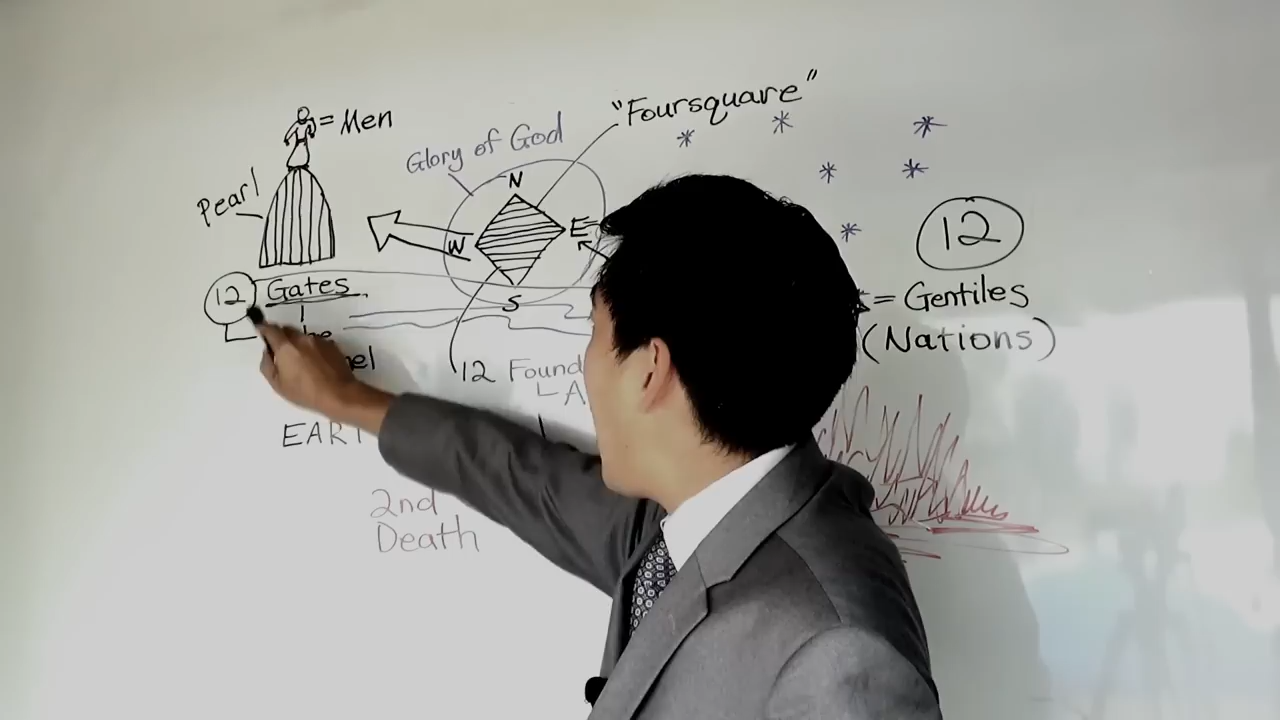 "Foursquare"
= Men
Glory of God
Pearl
N
W
E
S
12
12 Gates
= Gentiles
(Nations)
12 Found
A
EART
2nd
Death